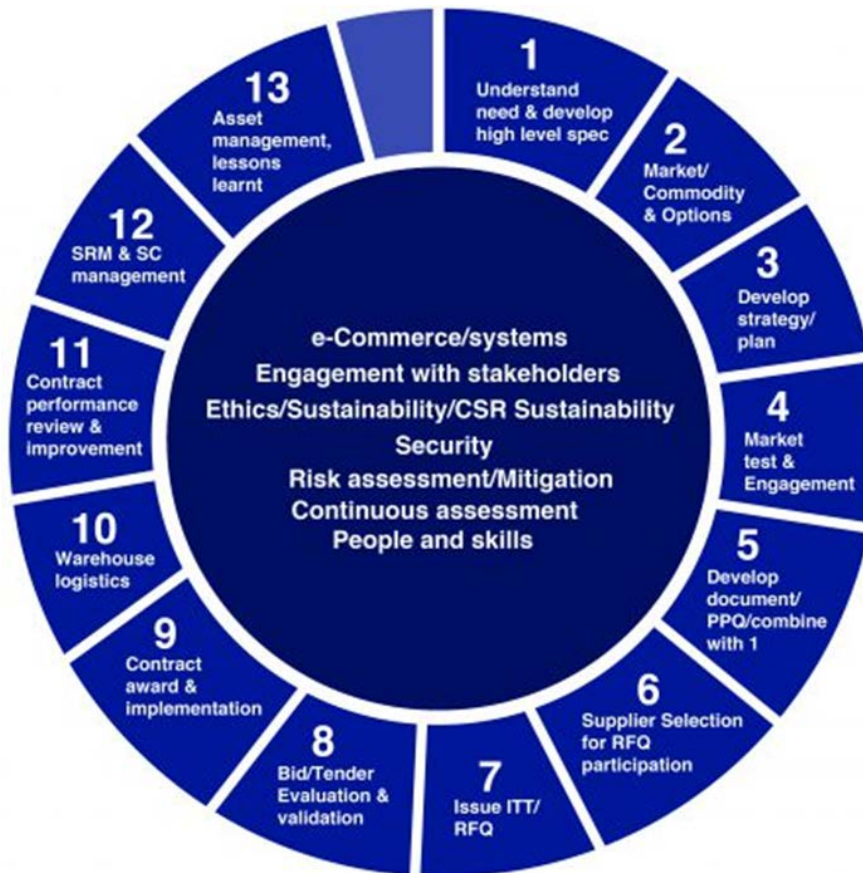 1
Understand
need & develop
high level spec
2
Market/
Commodity
& Options
3
Develop
strategy/
plan
4
Market
test &
Engagement
5
Develop
document/
PPQ/combine
with 1
6
Supplier Selection
for RFQ
participation
7
Issue ITT/
RFQ
8
Bid/Tender
Evaluation &
validation
9
Contract
award &
implementation
10
Warehouse
logistics
11
Contract
performance
review &
improvement
12
SRM & SC
management
13
Asset
management,
lessons
learnt
e-Commerce/systems
Engagement with stakeholders
Ethics/Sustainability/CSR Sustainability
Security
Risk assessment/Mitigation
Continuous assessment
People and skills